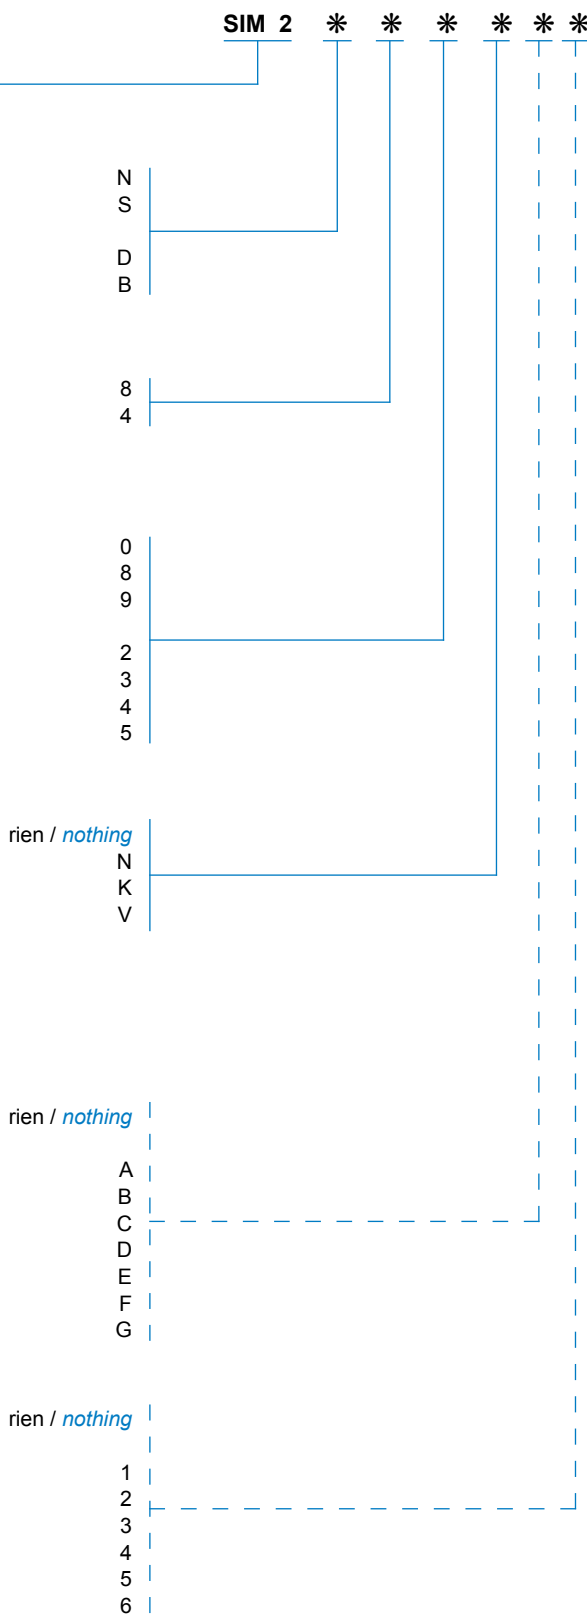 SIM 2 ❋ ❋ ❋ ❋ ❋ ❋
N
S
D
B
8
4
0
8
9
2
3
4
5
rien / nothing
N
K
V
rien / nothing
A
B
C
D
E
F
G
rien / nothing
1
2
3
4
5
6